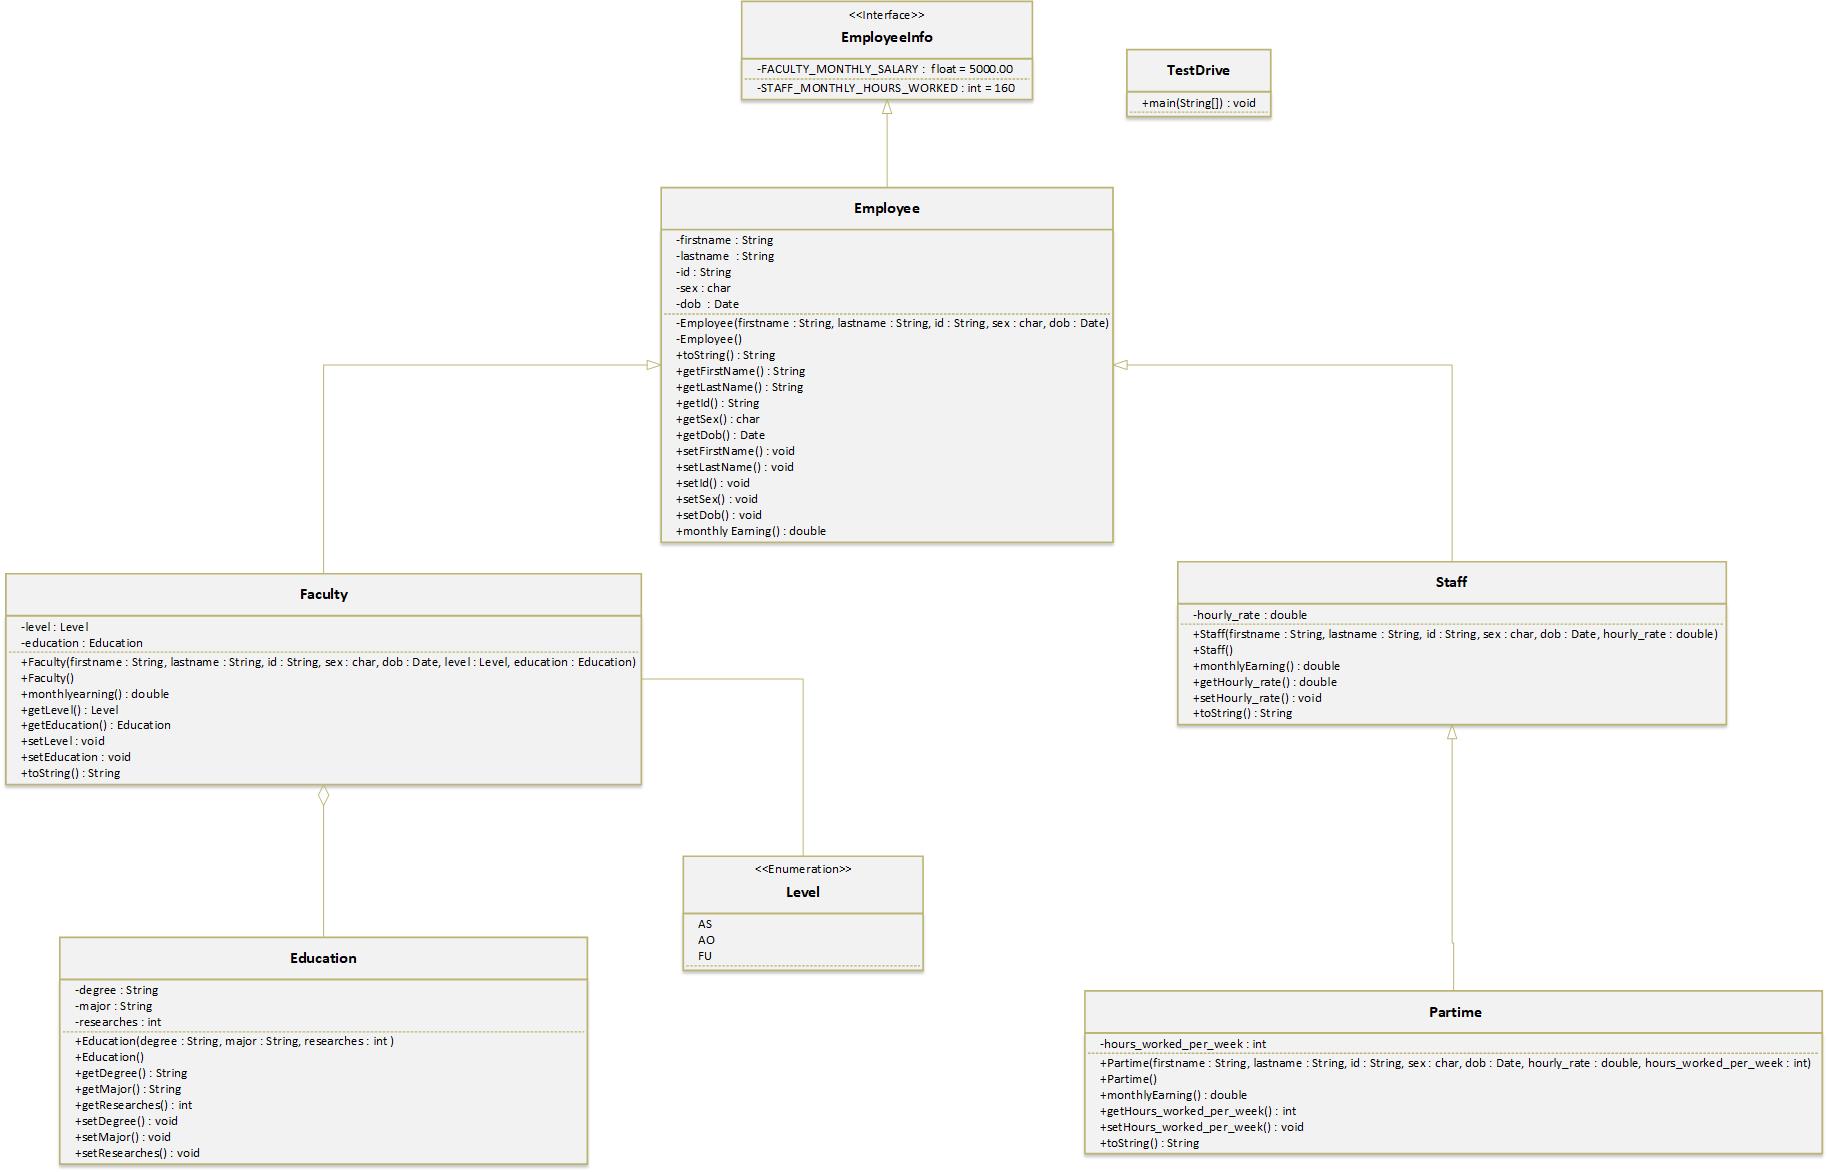 <<Interface>>
EmployeeInfo
-FACULTY_MONTHLY_SALARY : float = 5000.00
-STAFF_MONTHLY_HOURS_WORKED : int = 160
TestDrive
+main(String[]) : void
Employee
-firstname : String
-lastname : String
-id : String
-sex : char
-dob : Date
-Employee(firstname : String, lastname : String, id : String, sex : char, dob : Date)
-Employee()
+toString() : String
+getFirstName() : String
+getLastName() : String
+getId() : String
+getSex() : char
+getDob() : Date
+setFirstName() : void
+setLastName() : void
+setId() : void
+setSex() : void
+setDob() : void
+monthly Earning() : double
Faculty
-level : Level
-education : Education
+Faculty(firstname : String, lastname : String, id : String, sex : char, dob : Date, level : Level, education : Education)
+Faculty()
+monthlyearning() : double
+getLevel() : Level
+getEducation() : Education
+setLevel : void
+setEducation : void
+toString() : String
Staff
-hourly_rate : double
+Staff(firstname : String, lastname : String, id : String, sex : char, dob : Date, hourly_rate : double)
+Staff()
+monthlyEarning() : double
+getHourly_rate() : double
+setHourly_rate() : void
+toString() : String
<<Enumeration>>
Level
AS
AO
FU
Education
-degree : String
-major : String
-researches : int
+Education(degree : String, major : String, researches : int )
+Education()
+getDegree() : String
+getMajor() : String
+getResearches() : int
+setDegree() : void
+setMajor() : void
+setResearches() : void
Partime
-hours_worked_per_week : int
+Partime(firstname : String, lastname : String, id : String, sex : char, dob : Date, hourly_rate : double, hours_worked_per_week : int)
+Partime()
+monthlyEarning() : double
+getHours_worked_per_week() : int
+setHours_worked_per_week() : void
+toString() : String